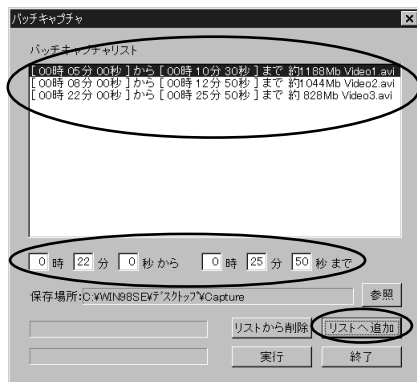 バッチキャプチャ
バッチキャプチャリスト
[ 00時 05分 00秒 ]から [ 00時 10分 30秒 ]まで 約1188Mb Video1.avi
[ 00時 08分 00秒 ]から [ 00時 12分 50秒 ]まで 約1044Mb Video2.avi
[ 00時 22分 00秒 ]から [ 00時 25分 50秒 ]まで 約 828Mb Video3.avi
0 時 22 分 0 秒から 0 時 25 分 50 秒まで
保存場所:C:¥WIN98SE¥ﾃﾞｽｸﾄｯﾌﾟ¥Capture 参照
リストから削除 リストへ追加
実行 終了